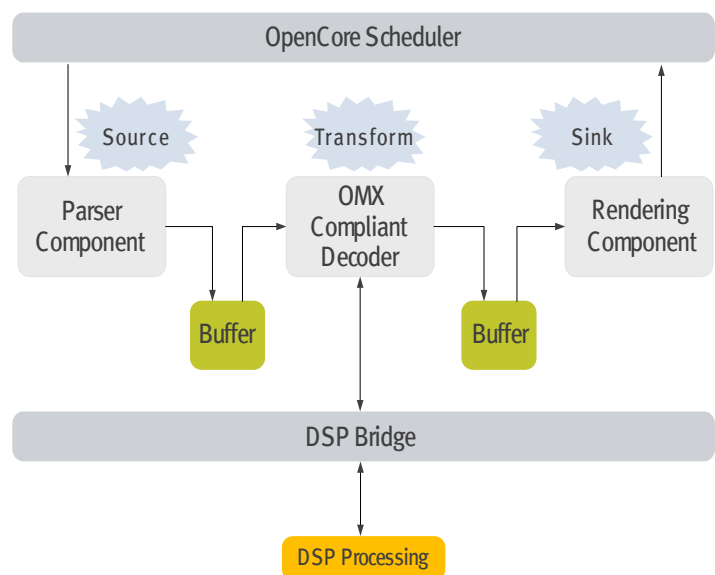 OpenCore Scheduler
Source
Transform
Sink
Parser
Component
OMX
Compliant
Decoder
Rendering
Component
Buffer
Buffer
DSP Bridge
DSP Processing